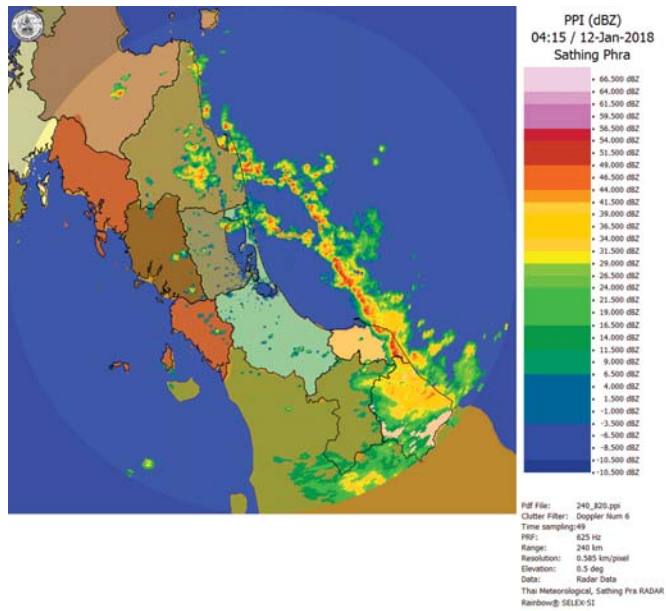 PPI (dBZ)
04:15 / 12-Jan-2018
Sathing Phra
66.500 dBZ
64.000 dBZ
61.500 dBZ
59.500 dBZ
56.500 dBZ
54.000 dBZ
51.500 dBZ
49.000 dBZ
46.500 dBZ
44.000 dBZ
41.500 dBZ
39.000 dBZ
36.500 dBZ
34.000 dBZ
31.500 dBZ
29.000 dBZ
26.500 dBZ
24.000 dBZ
21.500 dBZ
19.000 dBZ
16.500 dBZ
14.000 dBZ
11.500 dBZ
9.000 dBZ
6.500 dBZ
4.000 dBZ
1.500 dBZ
-1.000 dBZ
-3.500 dBZ
-6.500 dBZ
-8.500 dBZ
-10.500 dBZ
-10.500 dBZ
Pdf File: 240_820.ppi
Clutter Filter: Doppler Num 6
Time sampling:49
PRF: 625 Hz
Range: 240 km
Resolution: 0.585 km/pixel
Elevation: 0.5 deg
Data: Radar Data
Thai Meteorological, Sathing Pra RADAR
Rainbow® SELEX-SI